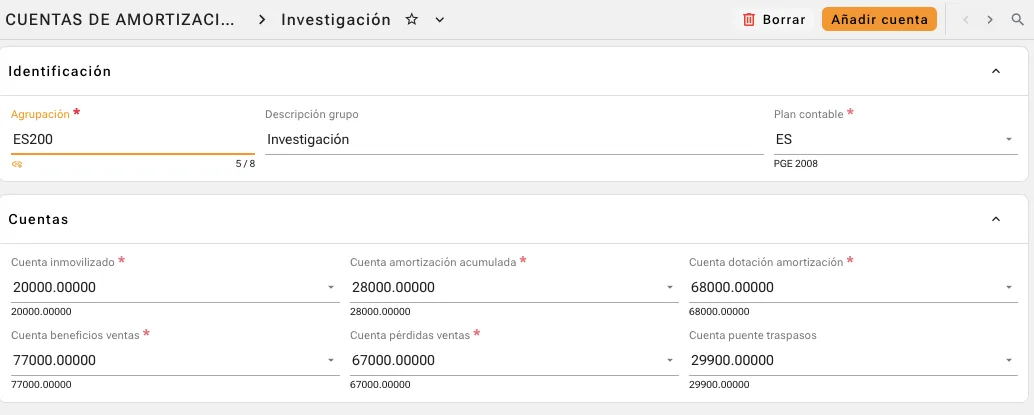 CUENTAS DE AMORTIZACI... > Investigación
Borrar
Añadir cuenta
Identificación
Agrupación * Descripción grupo Plan contable *
ES200 Investigación ES
5 / 8 PGE 2008
Cuentas
Cuenta inmovilizado * Cuenta amortización acumulada * Cuenta dotación amortización *
20000.00000 28000.00000 68000.00000
20000.00000 28000.00000 68000.00000
Cuenta beneficios ventas * Cuenta pérdidas ventas * Cuenta puente traspasos
77000.00000 67000.00000 29900.00000
77000.00000 67000.00000 29900.00000